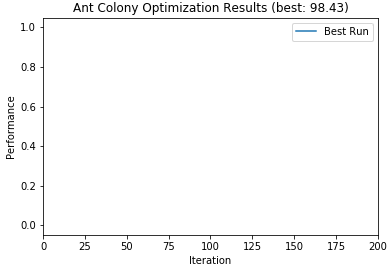 Ant Colony Optimization Results (best: 98.43)
Best Run
1.0
0.8
0.6
0.4
0.2
0.0
Performance
0 25 50 75 100 125 150 175 200
Iteration